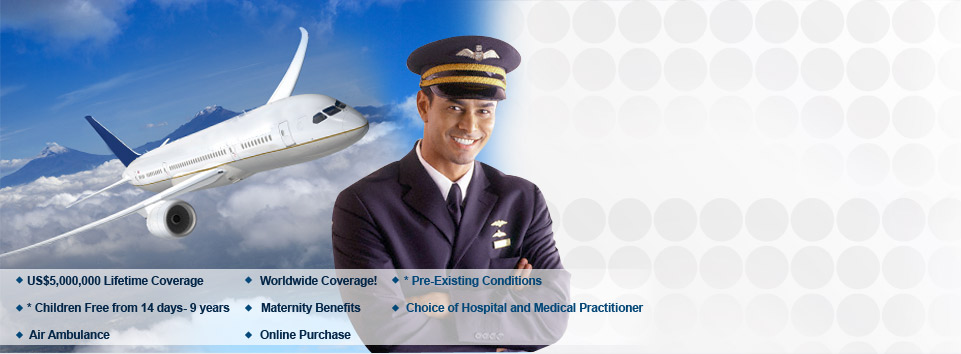 US$5,000,000 Lifetime Coverage
Worldwide Coverage!
* Pre-Existing Conditions
* Children Free from 14 days- 9 years
Maternity Benefits
Choice of Hospital and Medical Practitioner
Air Ambulance
Online Purchase